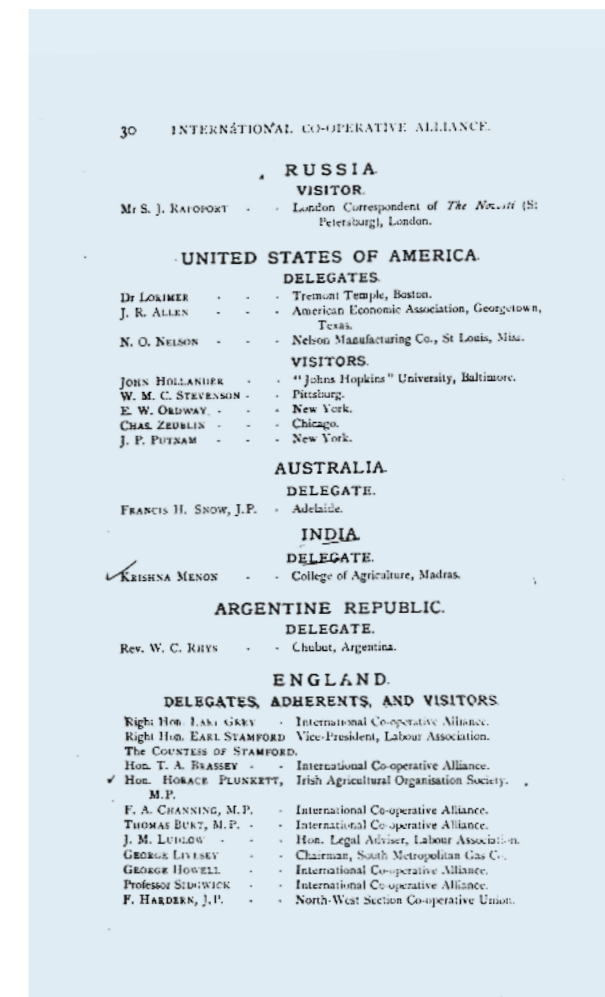 30 INTERNATIONAL CO-OPERATIVE ALLIANCE.
RUSSIA.
VISITOR.
Mr S. J. RAPOPORT - - London Correspondent of The Novosti (St
Petersburg), London.
UNITED STATES OF AMERICA.
DELEGATES.
Dr LORIMER - - - Tremont Temple, Boston.
J. R. ALLEN - - - American Economic Association, Georgetown,
Texas.
N. O. NELSON - - - Nelson Manufacturing Co., St Louis, Miss.
VISITORS.
JOHN HOLLANDER - - "Johns Hopkins" University, Baltimore.
W. M. C. STEVENSON - - Pittsburg.
E. W. ORDWAY - - - New York.
CHAS. ZEUBLIN - - - Chicago.
J. P. PUTNAM - - - New York.
AUSTRALIA.
DELEGATE.
FRANCIS H. SNOW, J.P. - Adelaide.
INDIA.
DELEGATE.
KRISHNA MENON - - College of Agriculture, Madras.
ARGENTINE REPUBLIC.
DELEGATE.
Rev. W. C. RHYS - - Chubut, Argentina.
ENGLAND.
DELEGATES, ADHERENTS, AND VISITORS.
Right Hon. EARL GREY - International Co-operative Alliance.
Right Hon. EARL STAMFORD Vice-President, Labour Association.
The COUNTESS OF STAMFORD.
Hon. T. A. BRASSEY - - International Co-operative Alliance.
Hon. HORACE PLUNKETT, Irish Agricultural Organisation Society.
M.P.
F. A. CHANNING, M.P. - International Co-operative Alliance.
THOMAS BURT, M.P. - - International Co-operative Alliance.
J. M. LUDLOW - - - Hon. Legal Adviser, Labour Association.
GEORGE LIVESEY - - Chairman, South Metropolitan Gas Co.
GEORGE HOWELL - - International Co-operative Alliance.
Professor SIDGWICK - - International Co-operative Alliance.
F. HARDERN, J.P. - - North-West Section Co-operative Union.